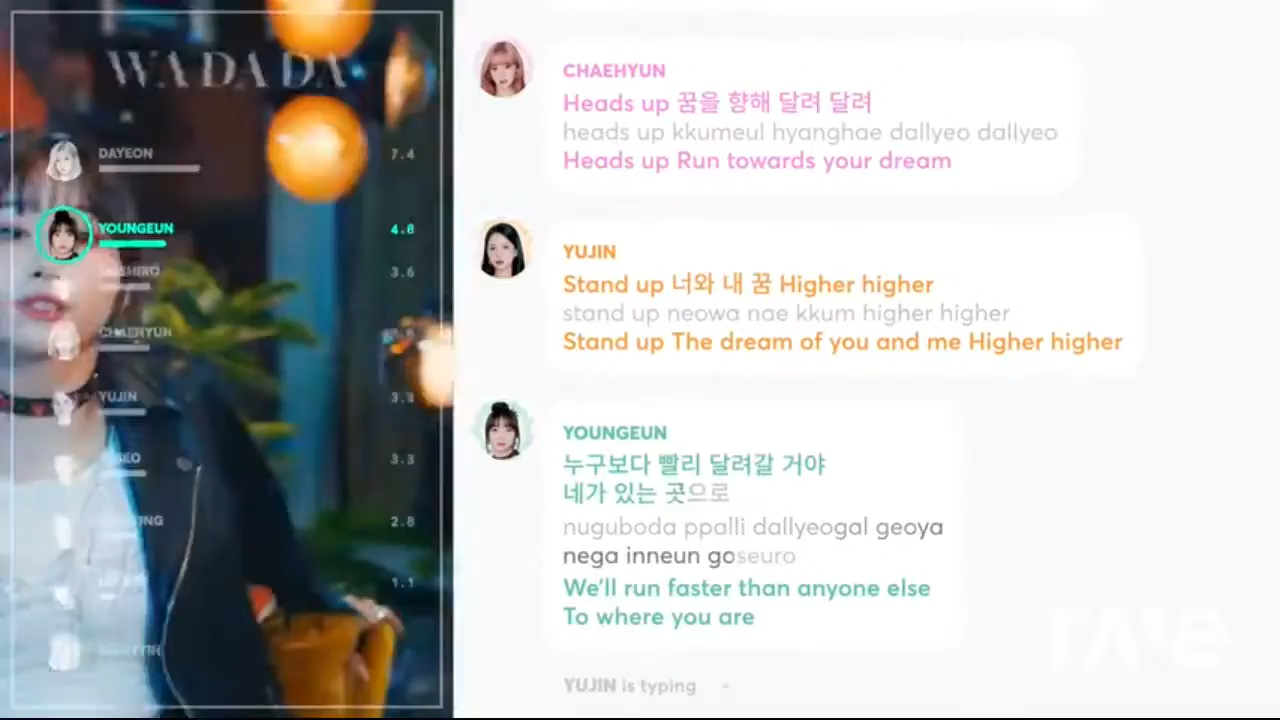 WA DA DA
DAYEON
7.4
YOUNGEUN
4.8
3.6
CHAEHYUN
YUJIN
3.3
2.8
1.1
CHAEHYUN
Heads up 꿈을 향해 달려 달려
heads up kkumeul hyanghae dallyeo dallyeo
Heads up Run towards your dream
YUJIN
Stand up 너와 내 꿈 Higher higher
stand up neowa nae kkum higher higher
Stand up The dream of you and me Higher higher
YOUNGEUN
누구보다 빨리 달려갈 거야
네가 있는 곳으로
nuguboda ppalli dallyeogal geoya
nega inneun goseuro
We'll run faster than anyone else
To where you are
YUJIN is typing